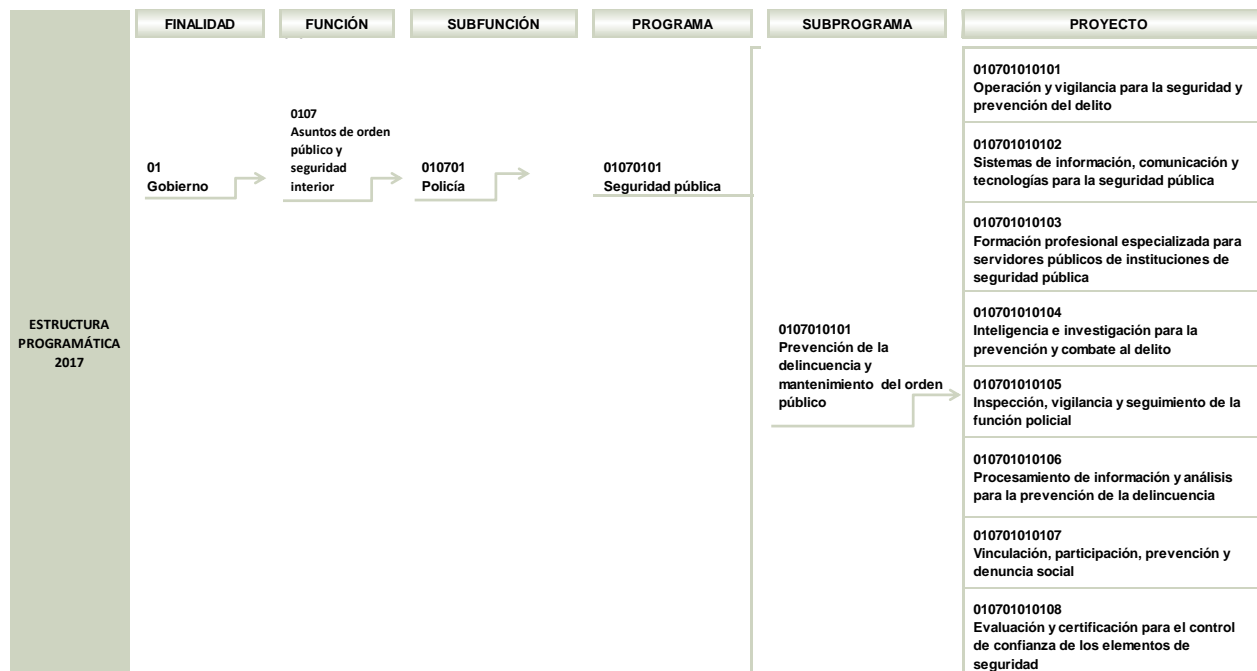 FINALIDAD
FUNCIÓN
SUBFUNCIÓN
PROGRAMA
SUBPROGRAMA
PROYECTO
ESTRUCTURA
PROGRAMÁTICA
2017
01
Gobierno
0107
Asuntos de orden
público y
seguridad
interior
010701
Policía
01070101
Seguridad pública
0107010101
Prevención de la
delincuencia y
mantenimiento del orden
público
010701010101
Operación y vigilancia para la seguridad y
prevención del delito
010701010102
Sistemas de información, comunicación y
tecnologías para la seguridad pública
010701010103
Formación profesional especializada para
servidores públicos de instituciones de
seguridad pública
010701010104
Inteligencia e investigación para la
prevención y combate al delito
010701010105
Inspección, vigilancia y seguimiento de la
función policial
010701010106
Procesamiento de información y análisis
para la prevención de la delincuencia
010701010107
Vinculación, participación, prevención y
denuncia social
010701010108
Evaluación y certificación para el control
de confianza de los elementos de
seguridad